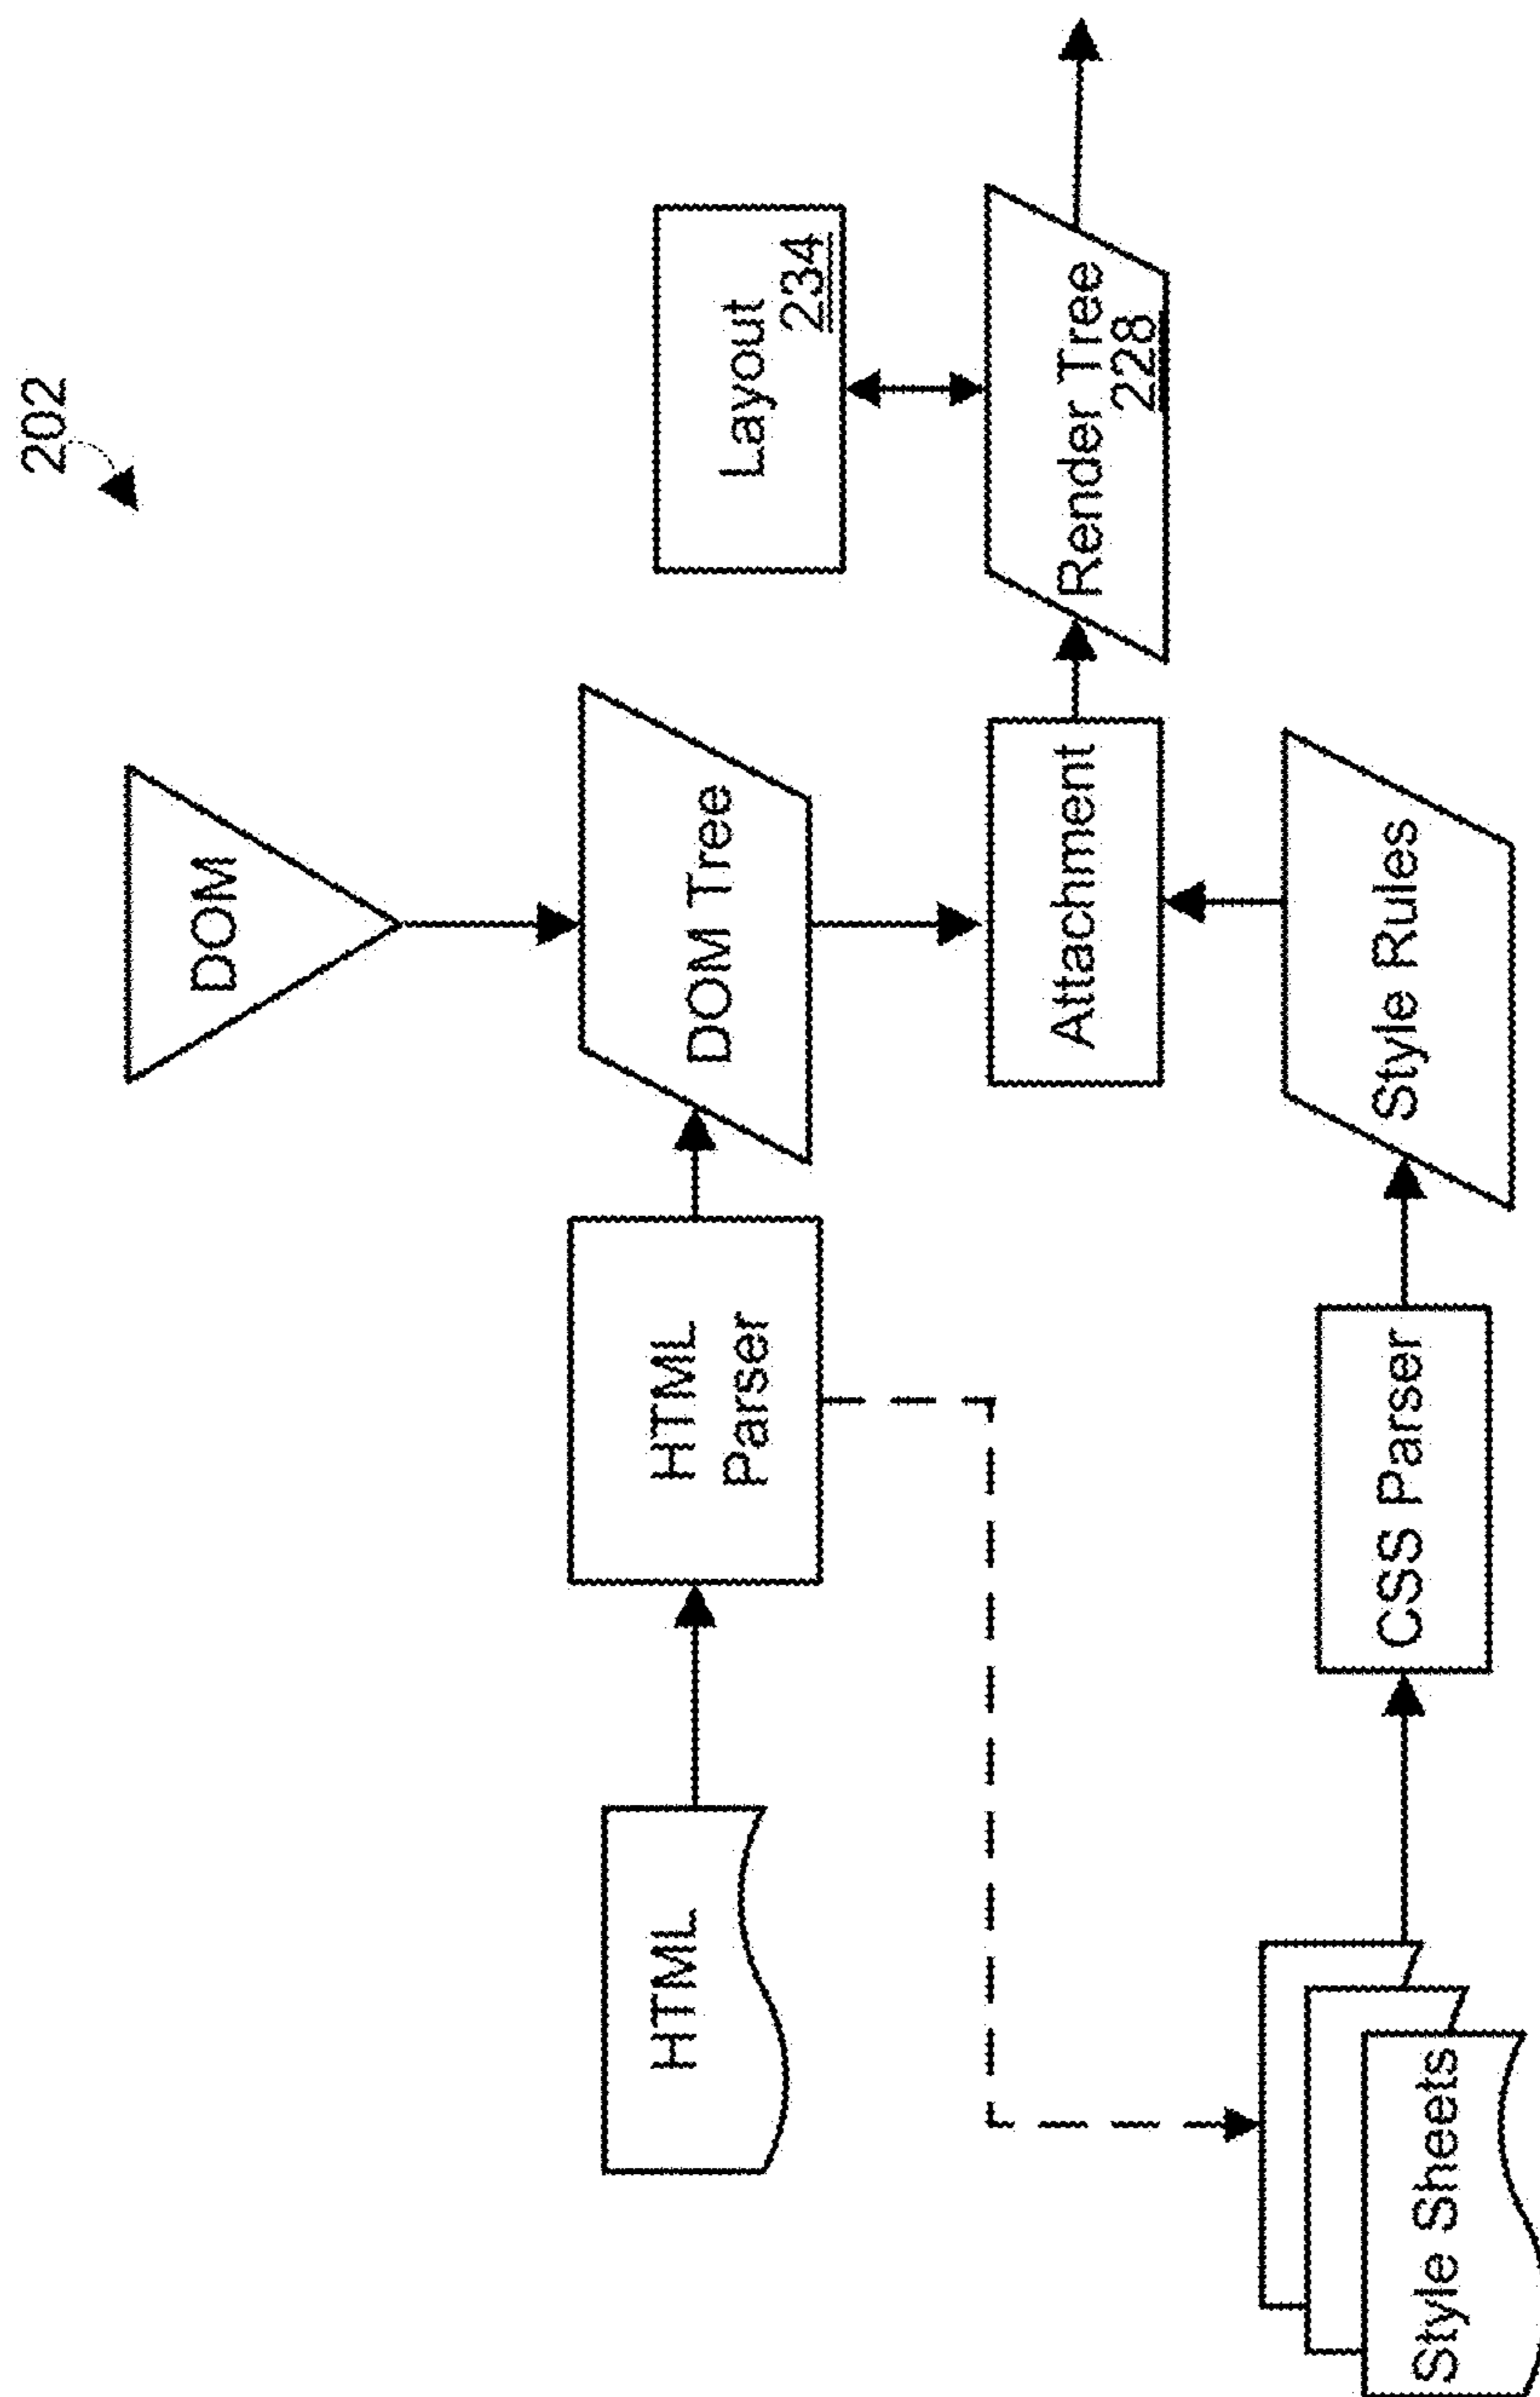 202
DOM
Layout
234
HTML
HTML
Parser
DOM Tree
Attachment
Render Tree
228
Style Sheets
CSS Parser
Style Rules